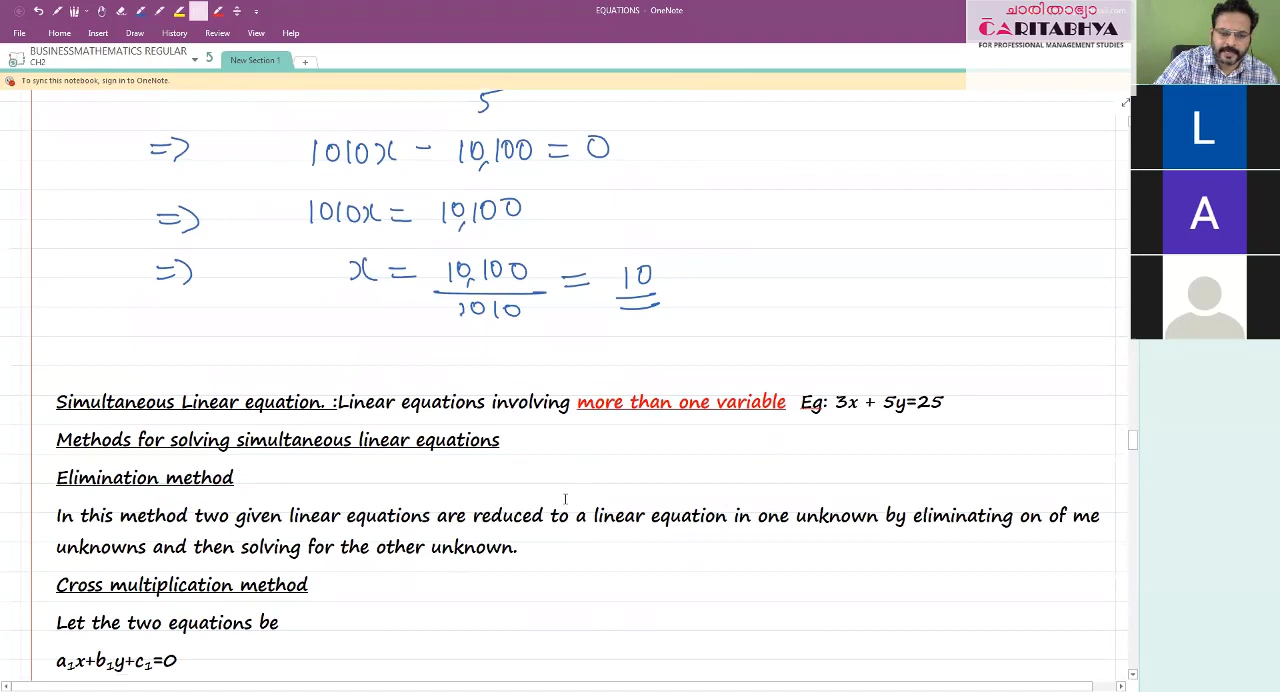 EQUATIONS - OneNote
ചാരിതാഭ്യാ
CARITABHYA
FOR PROFESSIONAL MANAGEMENT STUDIES
File Home Insert Draw History Review View Help
BUSINESSMATHEMATICS REGULAR
CH2
5
New Section 1
+
To sync this notebook, sign in to OneNote.
5
=> 1010x - 10,100 = 0
=> 1010x = 10,100
=> x = 10,100 = 10
1010
Simultaneous Linear equation. :Linear equations involving more than one variable Eg: 3x + 5y=25
Methods for solving simultaneous linear equations
Elimination method
In this method two given linear equations are reduced to a linear equation in one unknown by eliminating on of me
unknowns and then solving for the other unknown.
Cross multiplication method
Let the two equations be
a₁x+b₁y+c₁=0
L
A